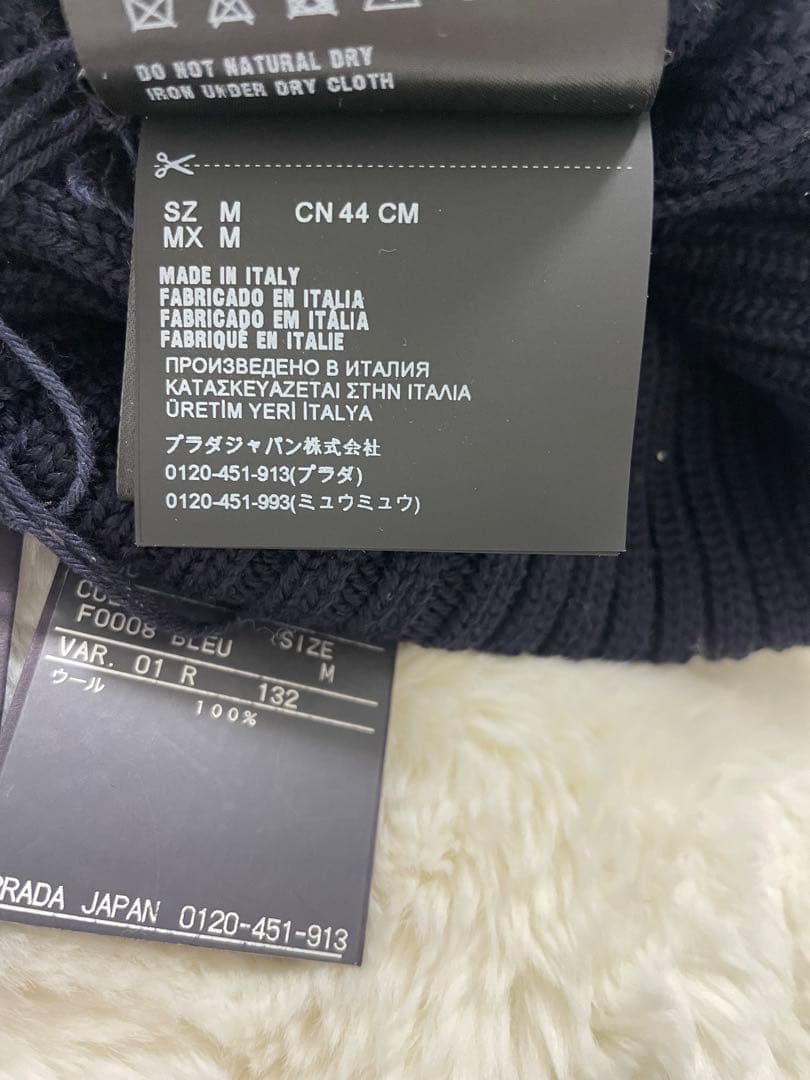 DO NOT NATURAL DRY
IRON UNDER DRY CLOTH
SZ M CN 44 CM
MX M
MADE IN ITALY
FABRICADO EN ITALIA
FABRICADO EM ITÁLIA
FABRIQUÉ EN ITALIE
ПРОИЗВЕДЕНО В ИТАЛИЯ
ΚΑΤΑΣΚΕΥΑΖΕΤΑΙ ΣΤΗΝ ΙΤΑΛΙΑ
ÜRETİM YERİ İTALYA
プラダジャパン株式会社
0120-451-913(プラダ)
0120-451-993(ミュウミュウ)
F0008 BLEU SIZE
VAR. 01 R 132 M
ウール 100%
PRADA JAPAN 0120-451-913